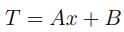 T = Ax + B